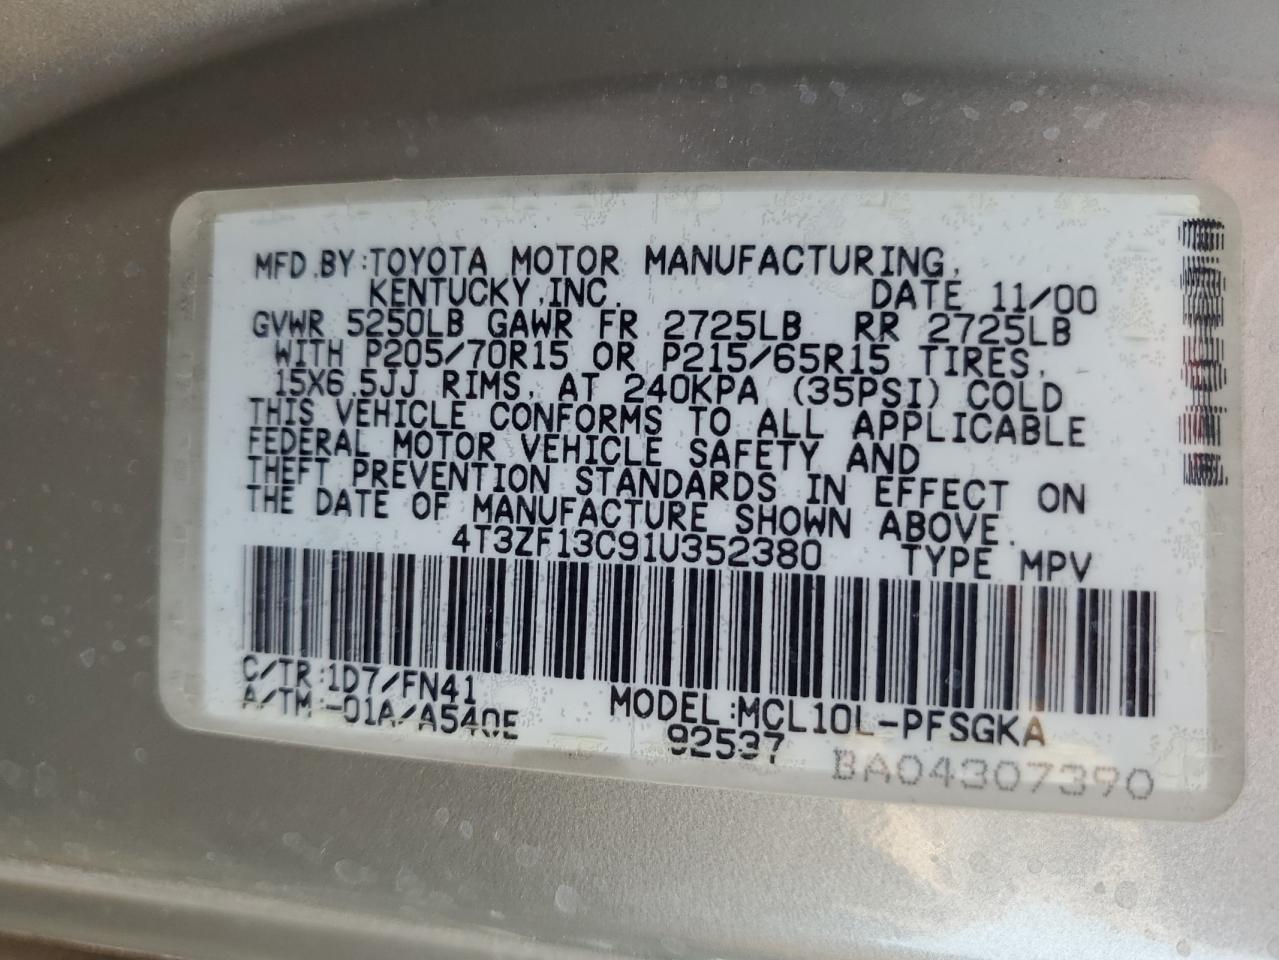 MFD.BY:TOYOTA MOTOR MANUFACTURING,
KENTUCKY,INC. DATE 11/00
GVWR 5250LB GAWR FR 2725LB RR 2725LB
WITH P205/70R15 OR P215/65R15 TIRES,
15X6.5JJ RIMS, AT 240KPA (35PSI) COLD
THIS VEHICLE CONFORMS TO ALL APPLICABLE
FEDERAL MOTOR VEHICLE SAFETY AND
THEFT PREVENTION STANDARDS IN EFFECT ON
THE DATE OF MANUFACTURE SHOWN ABOVE.
4T3ZF13C91U352380 TYPE MPV
C/TR:1D7/FN41
A/TM:-01A/A540E MODEL:MCL10L-PFSGKA
92537
BA04307390